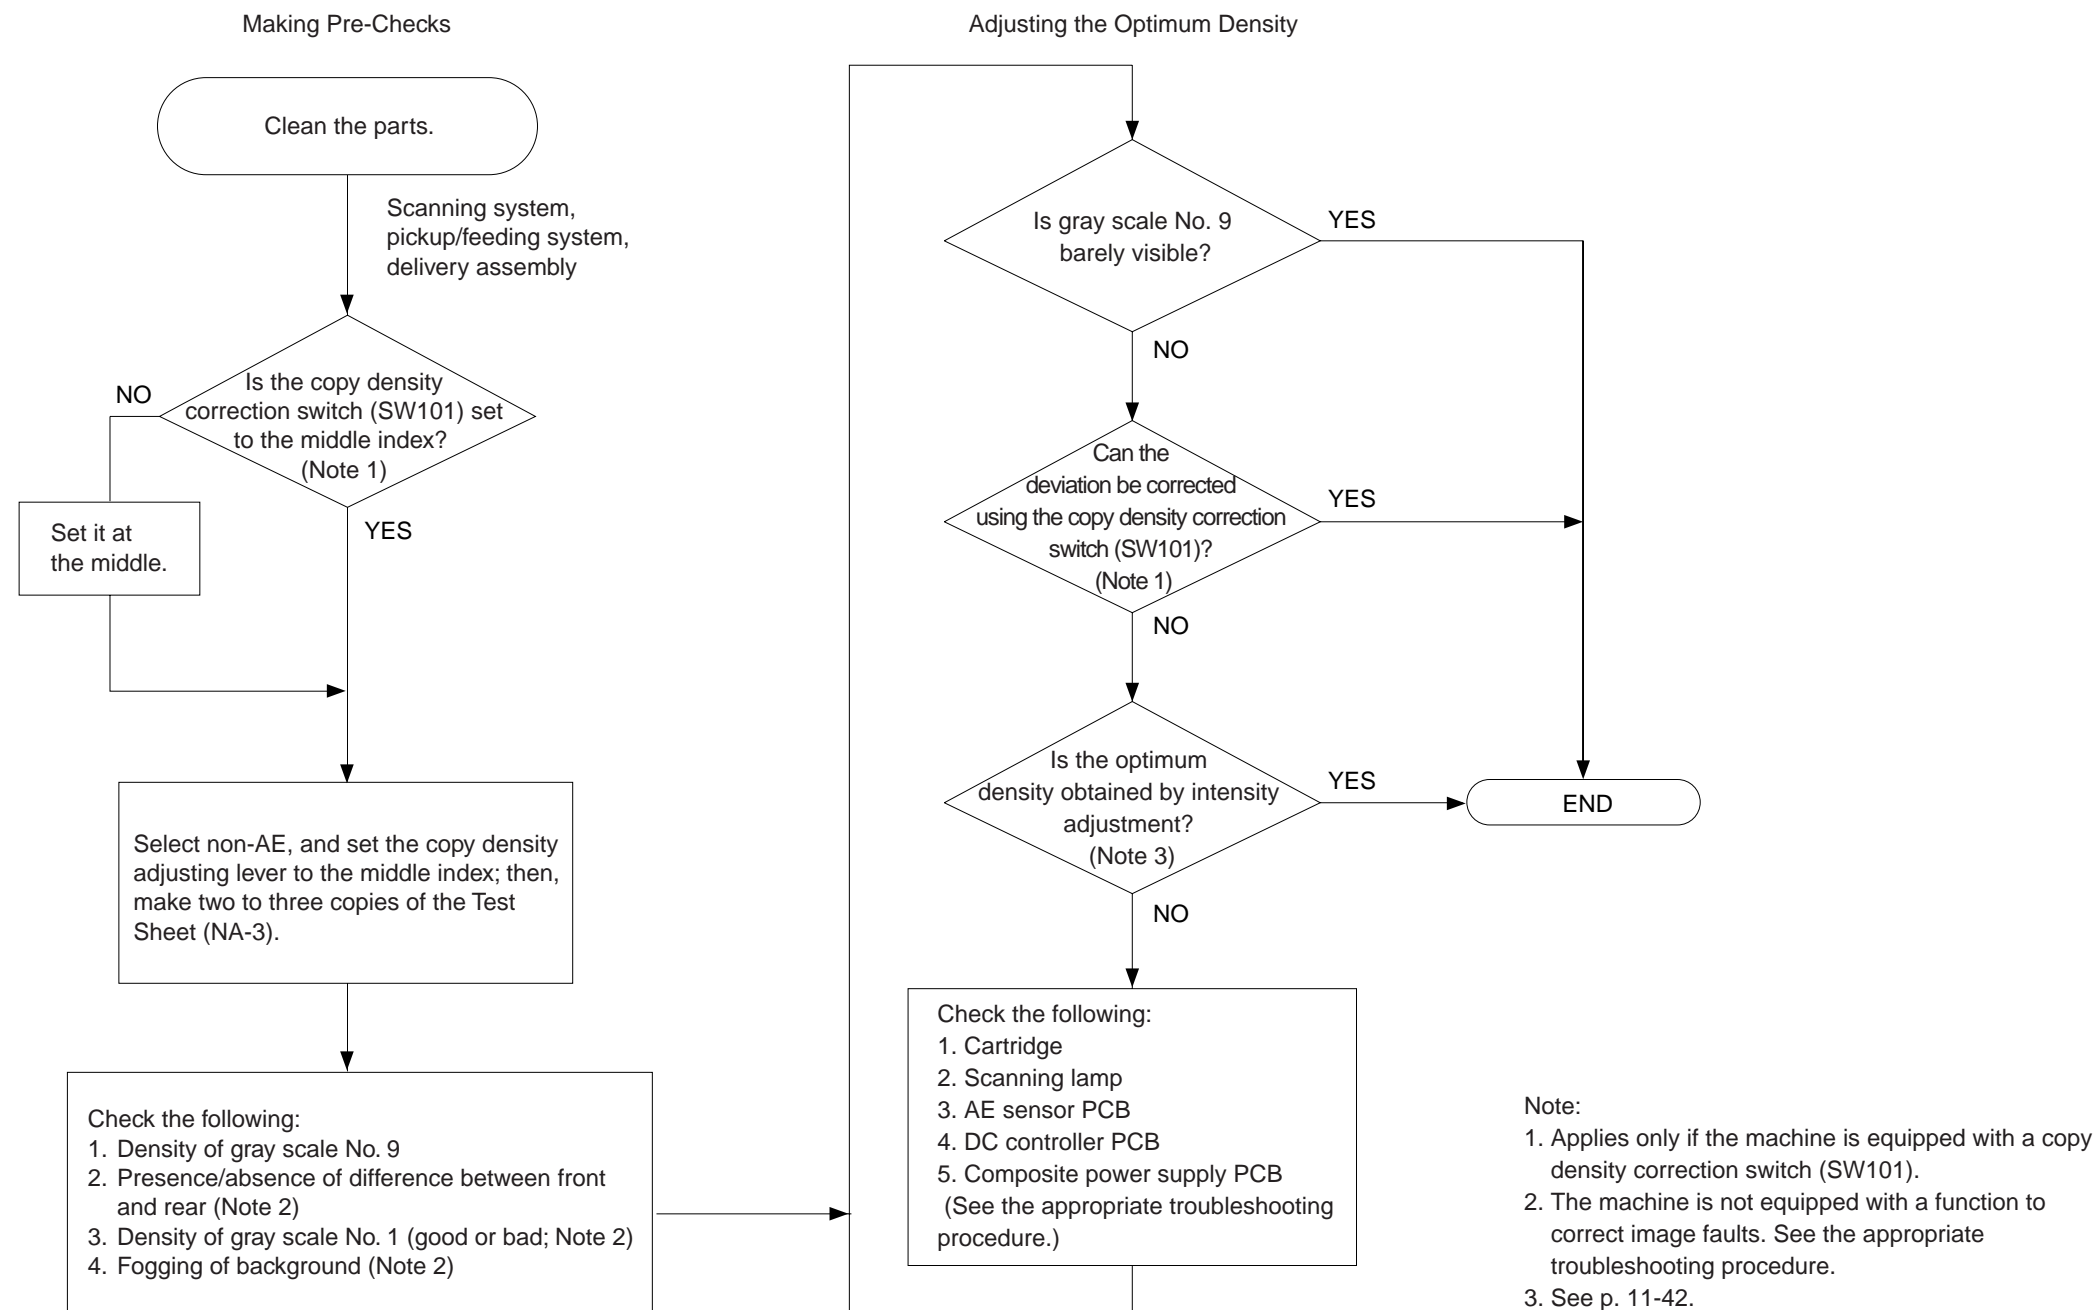 Making Pre-Checks
Clean the parts.
Scanning system,
pickup/feeding system,
delivery assembly
NO
Is the copy density
correction switch (SW101) set
to the middle index?
(Note 1)
Set it at
the middle.
YES
Select non-AE, and set the copy density
adjusting lever to the middle index; then,
make two to three copies of the Test
Sheet (NA-3).
Check the following:
1. Density of gray scale No. 9
2. Presence/absence of difference between front
and rear (Note 2)
3. Density of gray scale No. 1 (good or bad; Note 2)
4. Fogging of background (Note 2)
Adjusting the Optimum Density
Is gray scale No. 9
barely visible?
YES
NO
Can the
deviation be corrected
using the copy density correction
switch (SW101)?
(Note 1)
YES
NO
Is the optimum
density obtained by intensity
adjustment?
(Note 3)
YES
END
NO
Check the following:
1. Cartridge
2. Scanning lamp
3. AE sensor PCB
4. DC controller PCB
5. Composite power supply PCB
(See the appropriate troubleshooting
procedure.)
Note:
1. Applies only if the machine is equipped with a copy
density correction switch (SW101).
2. The machine is not equipped with a function to
correct image faults. See the appropriate
troubleshooting procedure.
3. See p. 11-42.